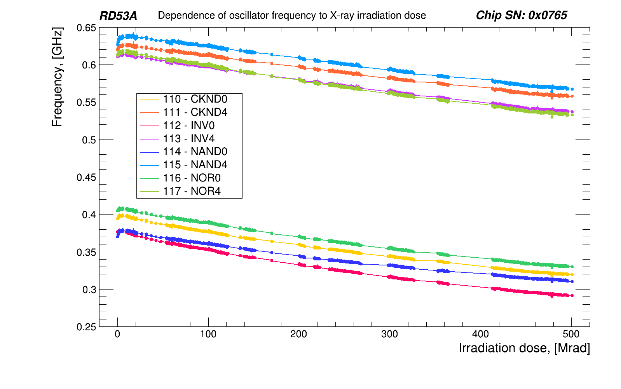 RD53A Dependence of oscillator frequency to X-ray irradiation dose Chip SN: 0x0765
Frequency, [GHz]
0.65
0.6
0.55
0.5
0.4
0.35
0.3
0.25
110 - CKND0
111 - CKND4
112 - INV0
113 - INV4
114 - NAND0
115 - NAND4
116 - NOR0
117 - NOR4
0 100 200 300 400 500
Irradiation dose, [Mrad]